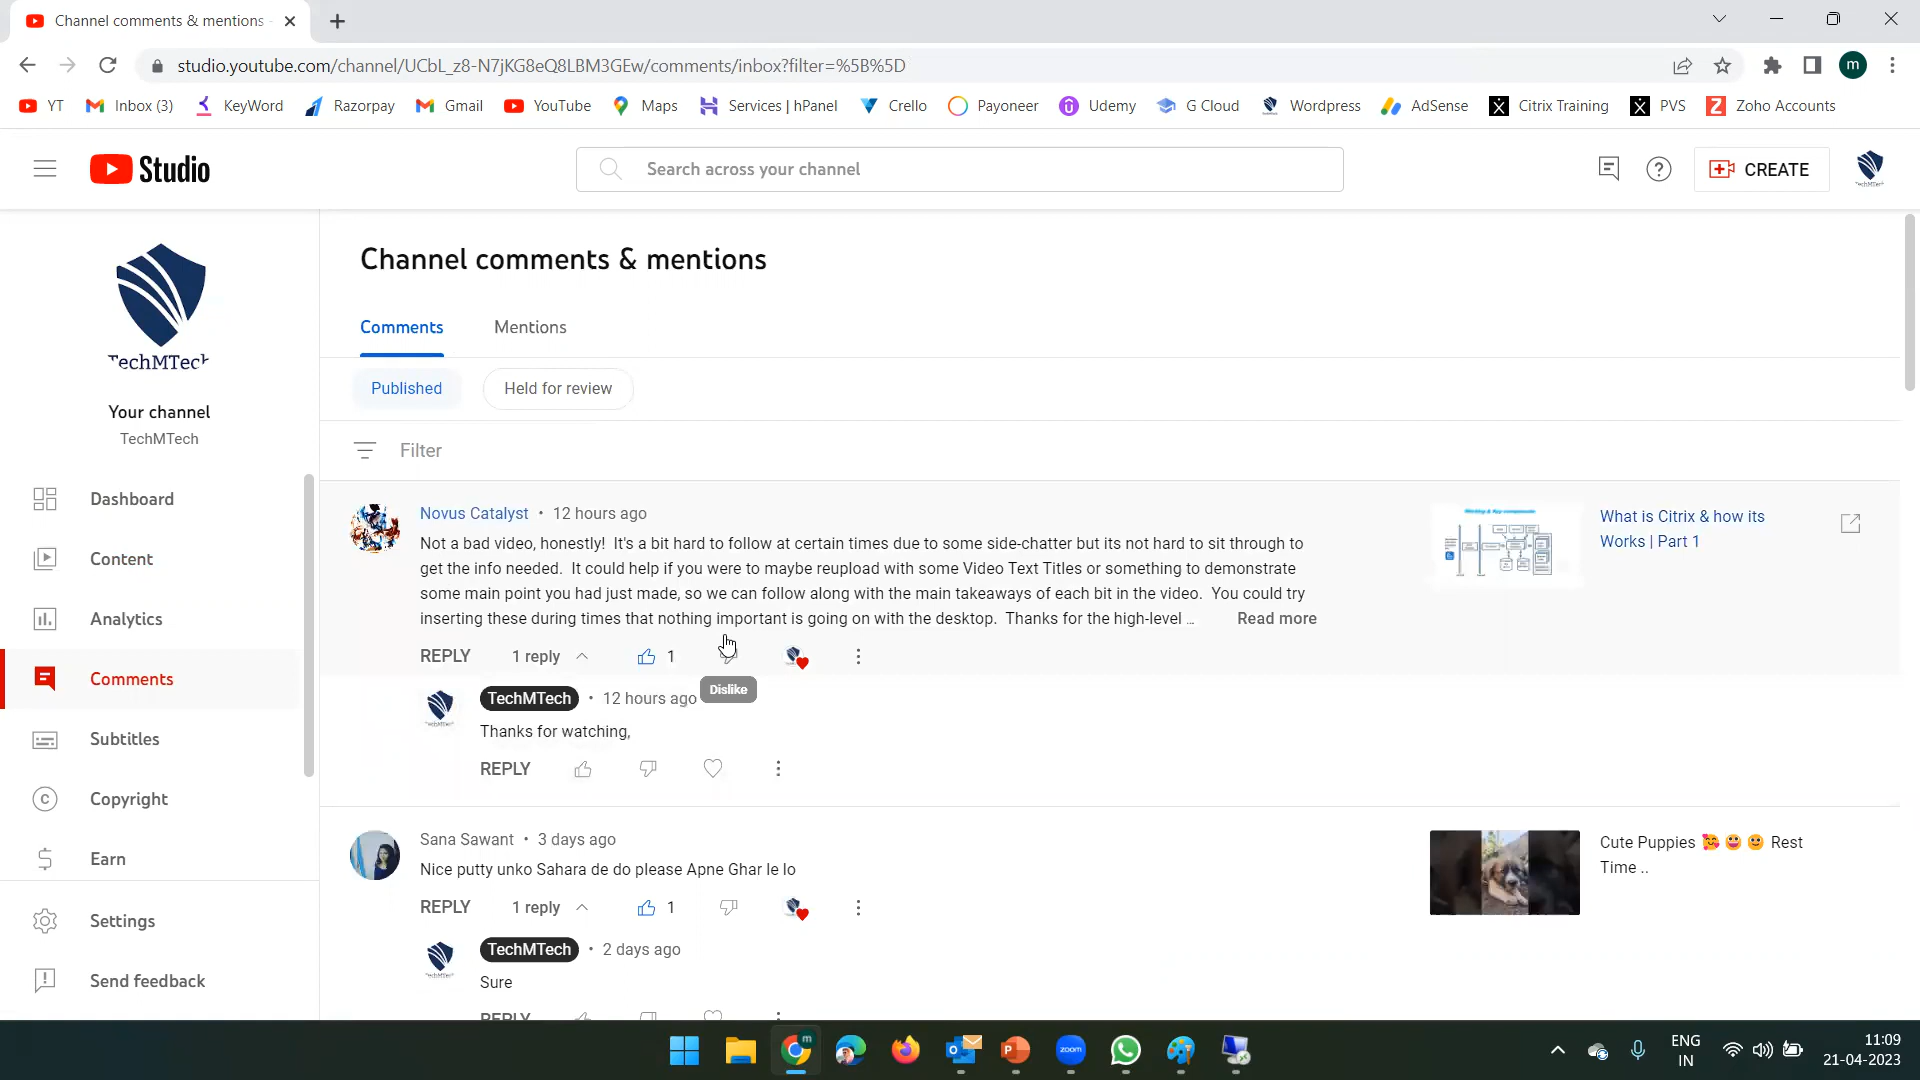 Channel comments & mentions -
studio.youtube.com/channel/UCbL_z8-N7jKG8eQ8LBM3GEw/comments/inbox?filter=%5B%5D
m
YT
Inbox (3)
KeyWord
Razorpay
Gmail
YouTube
Maps
Services | hPanel
Crello
Payoneer
Udemy
G Cloud
Wordpress
AdSense
Citrix Training
PVS
Zoho Accounts
Studio
Search across your channel
CREATE
TechMTech
Your channel
TechMTech
Dashboard
Content
Analytics
Comments
Subtitles
Copyright
Earn
Settings
Send feedback
Channel comments & mentions
Comments
Mentions
Published
Held for review
Filter
Novus Catalyst • 12 hours ago
Not a bad video, honestly! It's a bit hard to follow at certain times due to some side-chatter but its not hard to sit through to
get the info needed. It could help if you were to maybe reupload with some Video Text Titles or something to demonstrate
some main point you had just made, so we can follow along with the main takeaways of each bit in the video. You could try
inserting these during times that nothing important is going on with the desktop. Thanks for the high-level ...
Read more
REPLY
1 reply
1
Dislike
What is Citrix & how its
Works | Part 1
TechMTech • 12 hours ago
Thanks for watching,
REPLY
Sana Sawant • 3 days ago
Nice putty unko Sahara de do please Apne Ghar le lo
REPLY
1 reply
1
Cute Puppies 🥰 😀 🙂 Rest
Time ..
TechMTech • 2 days ago
Sure
REPLY
zoom
ENG
IN
11:09
21-04-2023